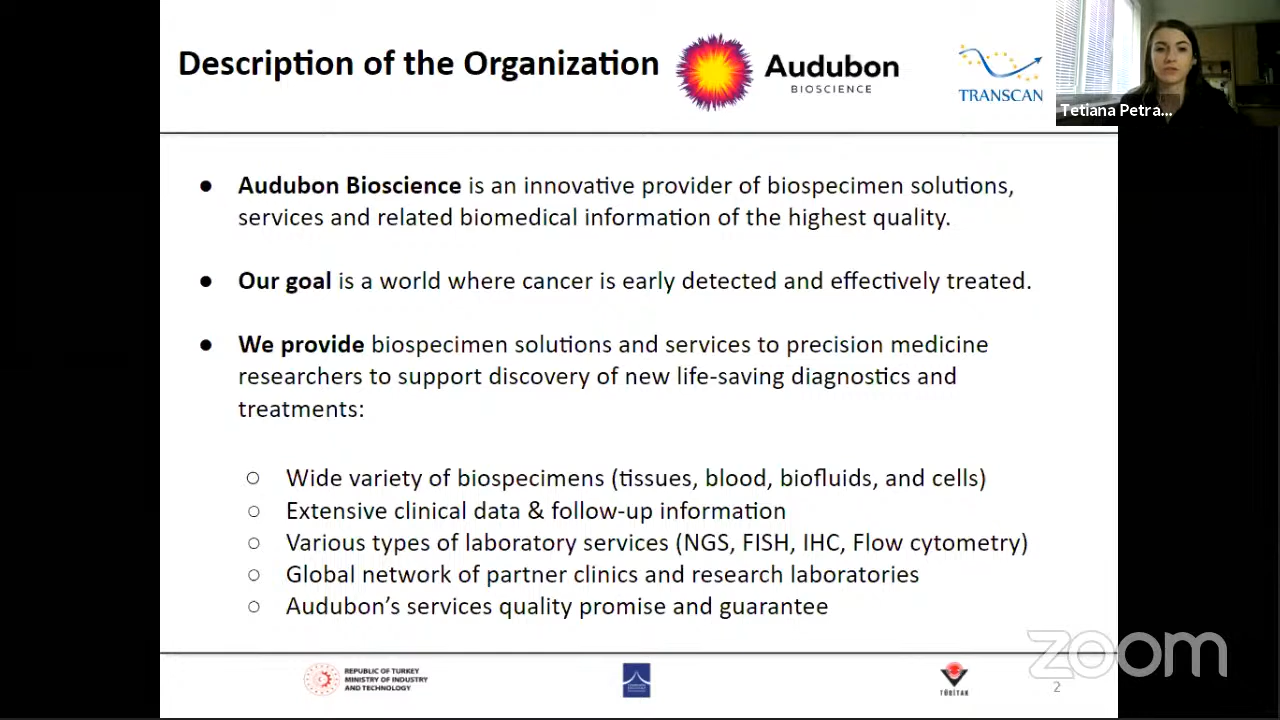 Description of the Organization
Audubon
BIOSCIENCE
TRANSCAN
Tetiana Petra...
● Audubon Bioscience is an innovative provider of biospecimen solutions,
services and related biomedical information of the highest quality.
● Our goal is a world where cancer is early detected and effectively treated.
● We provide biospecimen solutions and services to precision medicine
researchers to support discovery of new life-saving diagnostics and
treatments:
○ Wide variety of biospecimens (tissues, blood, biofluids, and cells)
○ Extensive clinical data & follow-up information
○ Various types of laboratory services (NGS, FISH, IHC, Flow cytometry)
○ Global network of partner clinics and research laboratories
○ Audubon’s services quality promise and guarantee
zoom
REPUBLIC OF TURKEY
MINISTRY OF INDUSTRY
AND TECHNOLOGY
TÜBİTAK
2